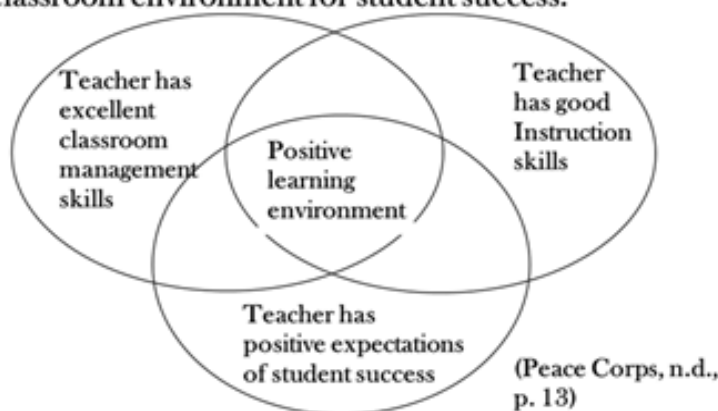 classroom environment for student success.
Teacher has
excellent
classroom
management
skills
Teacher
has good
Instruction
skills
Positive
learning
environment
Teacher has
positive expectations
of student success
(Peace Corps, n.d.,
p. 13)